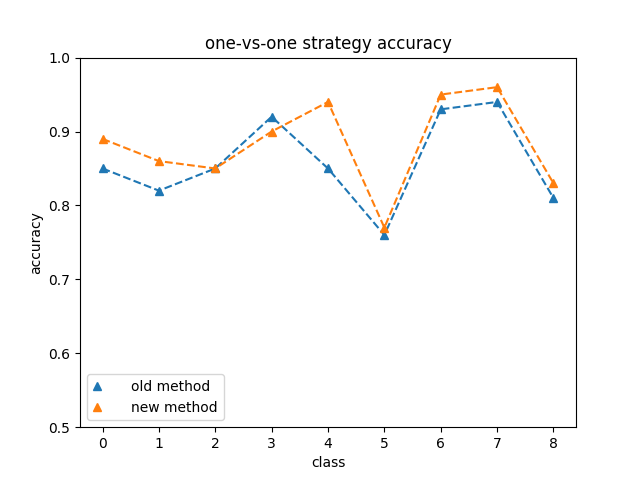 one-vs-one strategy accuracy
1.0
0.9
0.8
0.7
0.6
0.5
accuracy
old method
new method
0 1 2 3 4 5 6 7 8
class